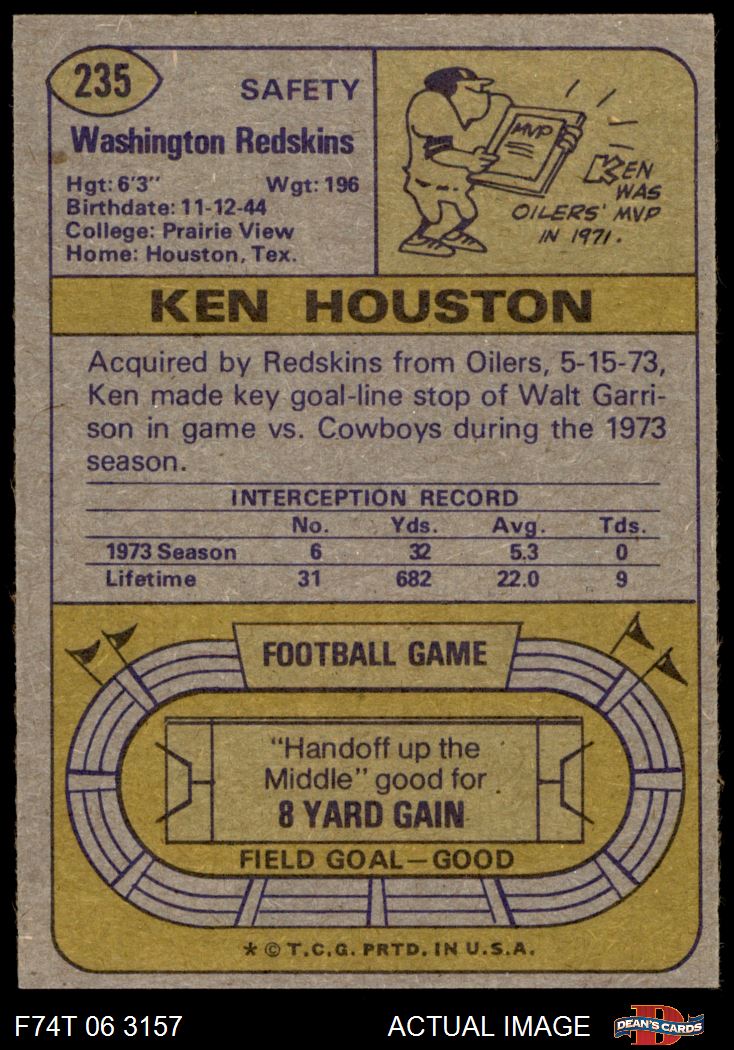 235
SAFETY
Washington Redskins
Hgt: 6'3" Wgt: 196
Birthdate: 11-12-44
College: Prairie View
Home: Houston, Tex.
MVP
KEN
WAS
OILERS' MVP
IN 1971.
KEN HOUSTON
Acquired by Redskins from Oilers, 5-15-73,
Ken made key goal-line stop of Walt Garri-
son in game vs. Cowboys during the 1973
season.
INTERCEPTION RECORD
No. Yds. Avg. Tds.
1973 Season 6 32 5.3 0
Lifetime 31 682 22.0 9
FOOTBALL GAME
"Handoff up the
Middle" good for
8 YARD GAIN
FIELD GOAL—GOOD
* © T.C.G. PRTD. IN U.S.A.
F74T 06 3157 ACTUAL IMAGE
D
DEAN'S CARDS